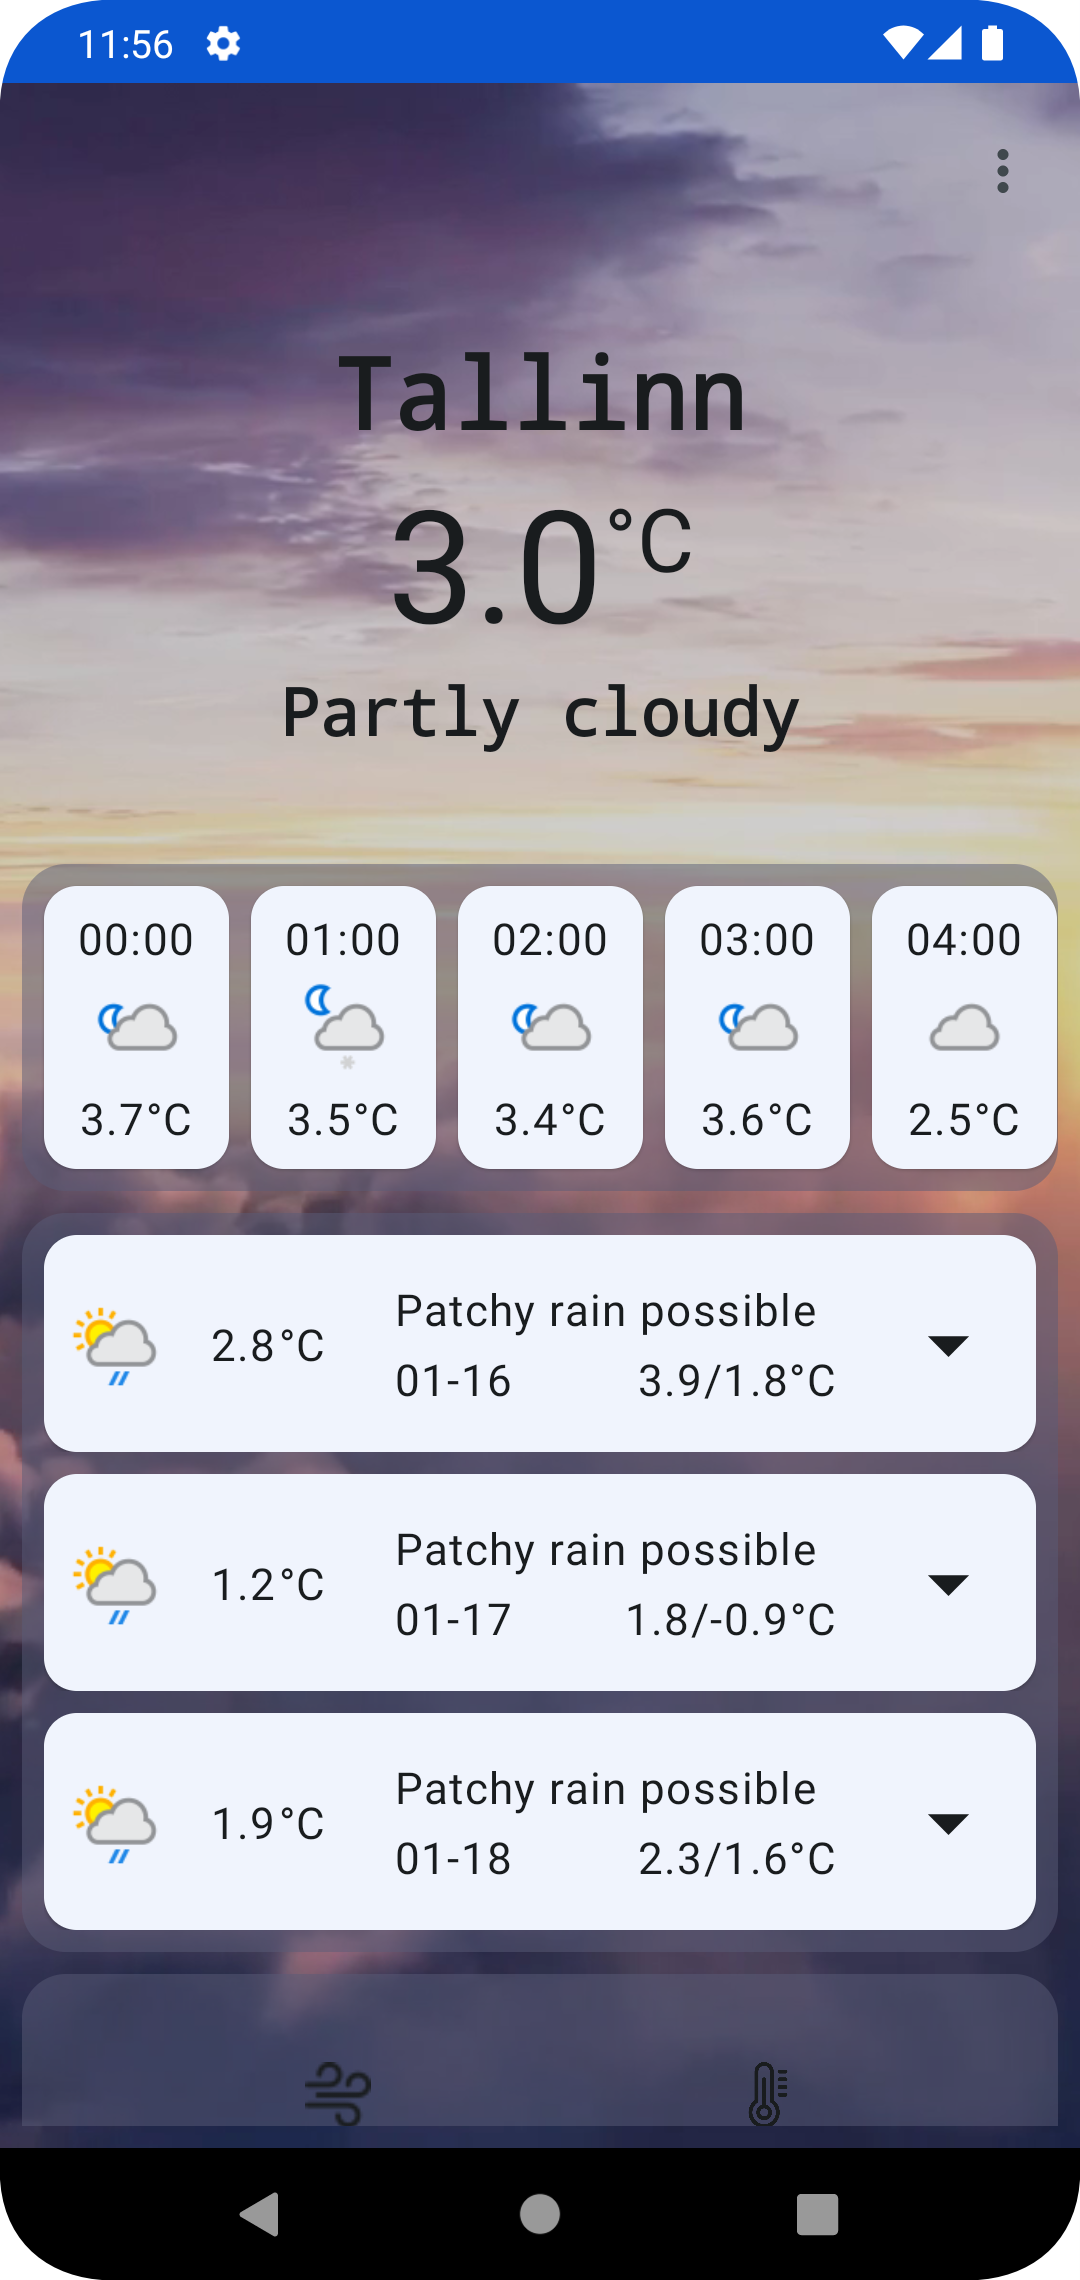 11:56
Tallinn
3.0°C
Partly cloudy
00:00 01:00 02:00 03:00 04:00
3.7°C 3.5°C 3.4°C 3.6°C 2.5°C
Patchy rain possible
2.8°C
01-16 3.9/1.8°C
Patchy rain possible
1.2°C
01-17 1.8/-0.9°C
Patchy rain possible
1.9°C
01-18 2.3/1.6°C